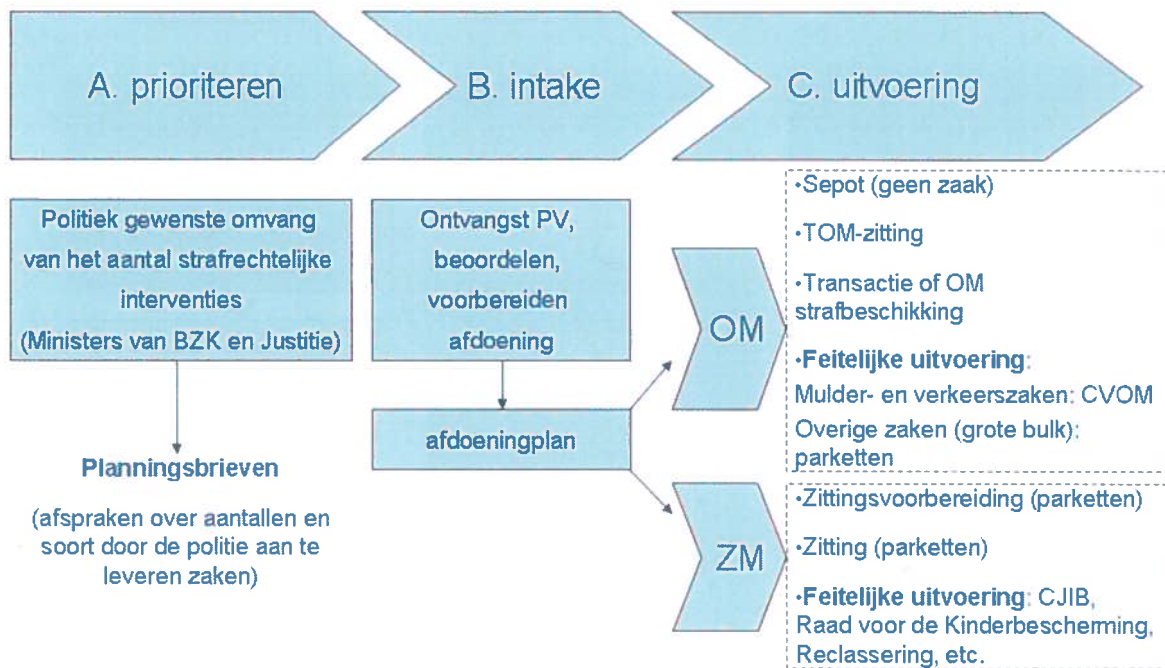 A. prioriteren
B. intake
C. uitvoering
Politiek gewenste omvang
van het aantal strafrechtelijke
interventies
(Ministers van BZK en Justitie)
Planningsbrieven
(afspraken over aantallen en
soort door de politie aan te
leveren zaken)
Ontvangst PV,
beoordelen,
voorbereiden
afdoening
afdoeningplan
OM
•Sepot (geen zaak)
•TOM-zitting
•Transactie of OM
strafbeschikking
•Feitelijke uitvoering:
Mulder- en verkeerszaken: CVOM
Overige zaken (grote bulk):
parketten
ZM
•Zittingsvoorbereiding (parketten)
•Zitting (parketten)
•Feitelijke uitvoering: CJIB,
Raad voor de Kinderbescherming,
Reclassering, etc.